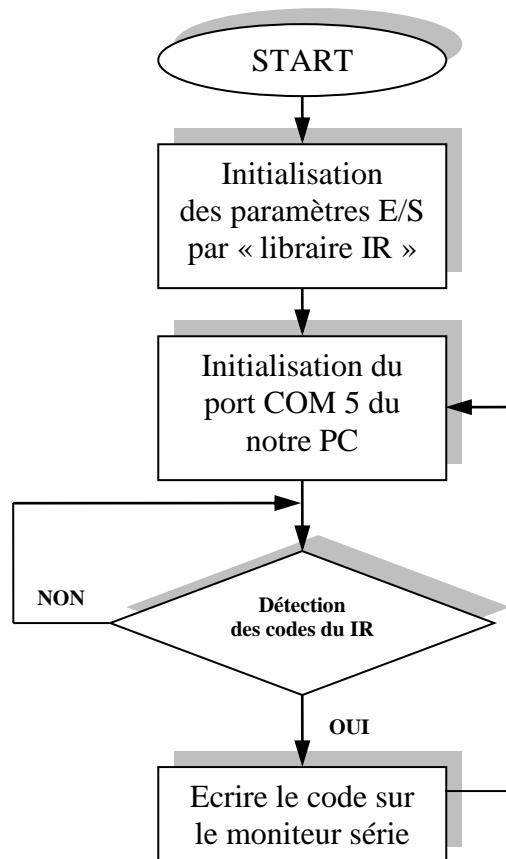 START
Initialisation
des paramètres E/S
par « libraire IR »
Initialisation du
port COM 5 du
notre PC
NON
Détection
des codes du IR
OUI
Ecrire le code sur
le moniteur série